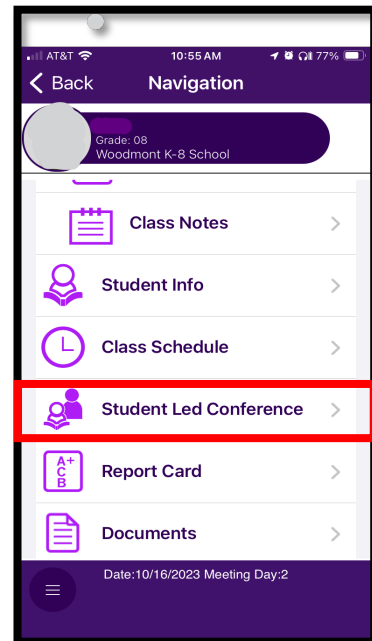 AT&T 10:55 AM 77%
Back Navigation
Grade: 08
Woodmont K-8 School
Class Notes
Student Info
Class Schedule
Student Led Conference
A+
C
B
Report Card
Documents
Date:10/16/2023 Meeting Day:2